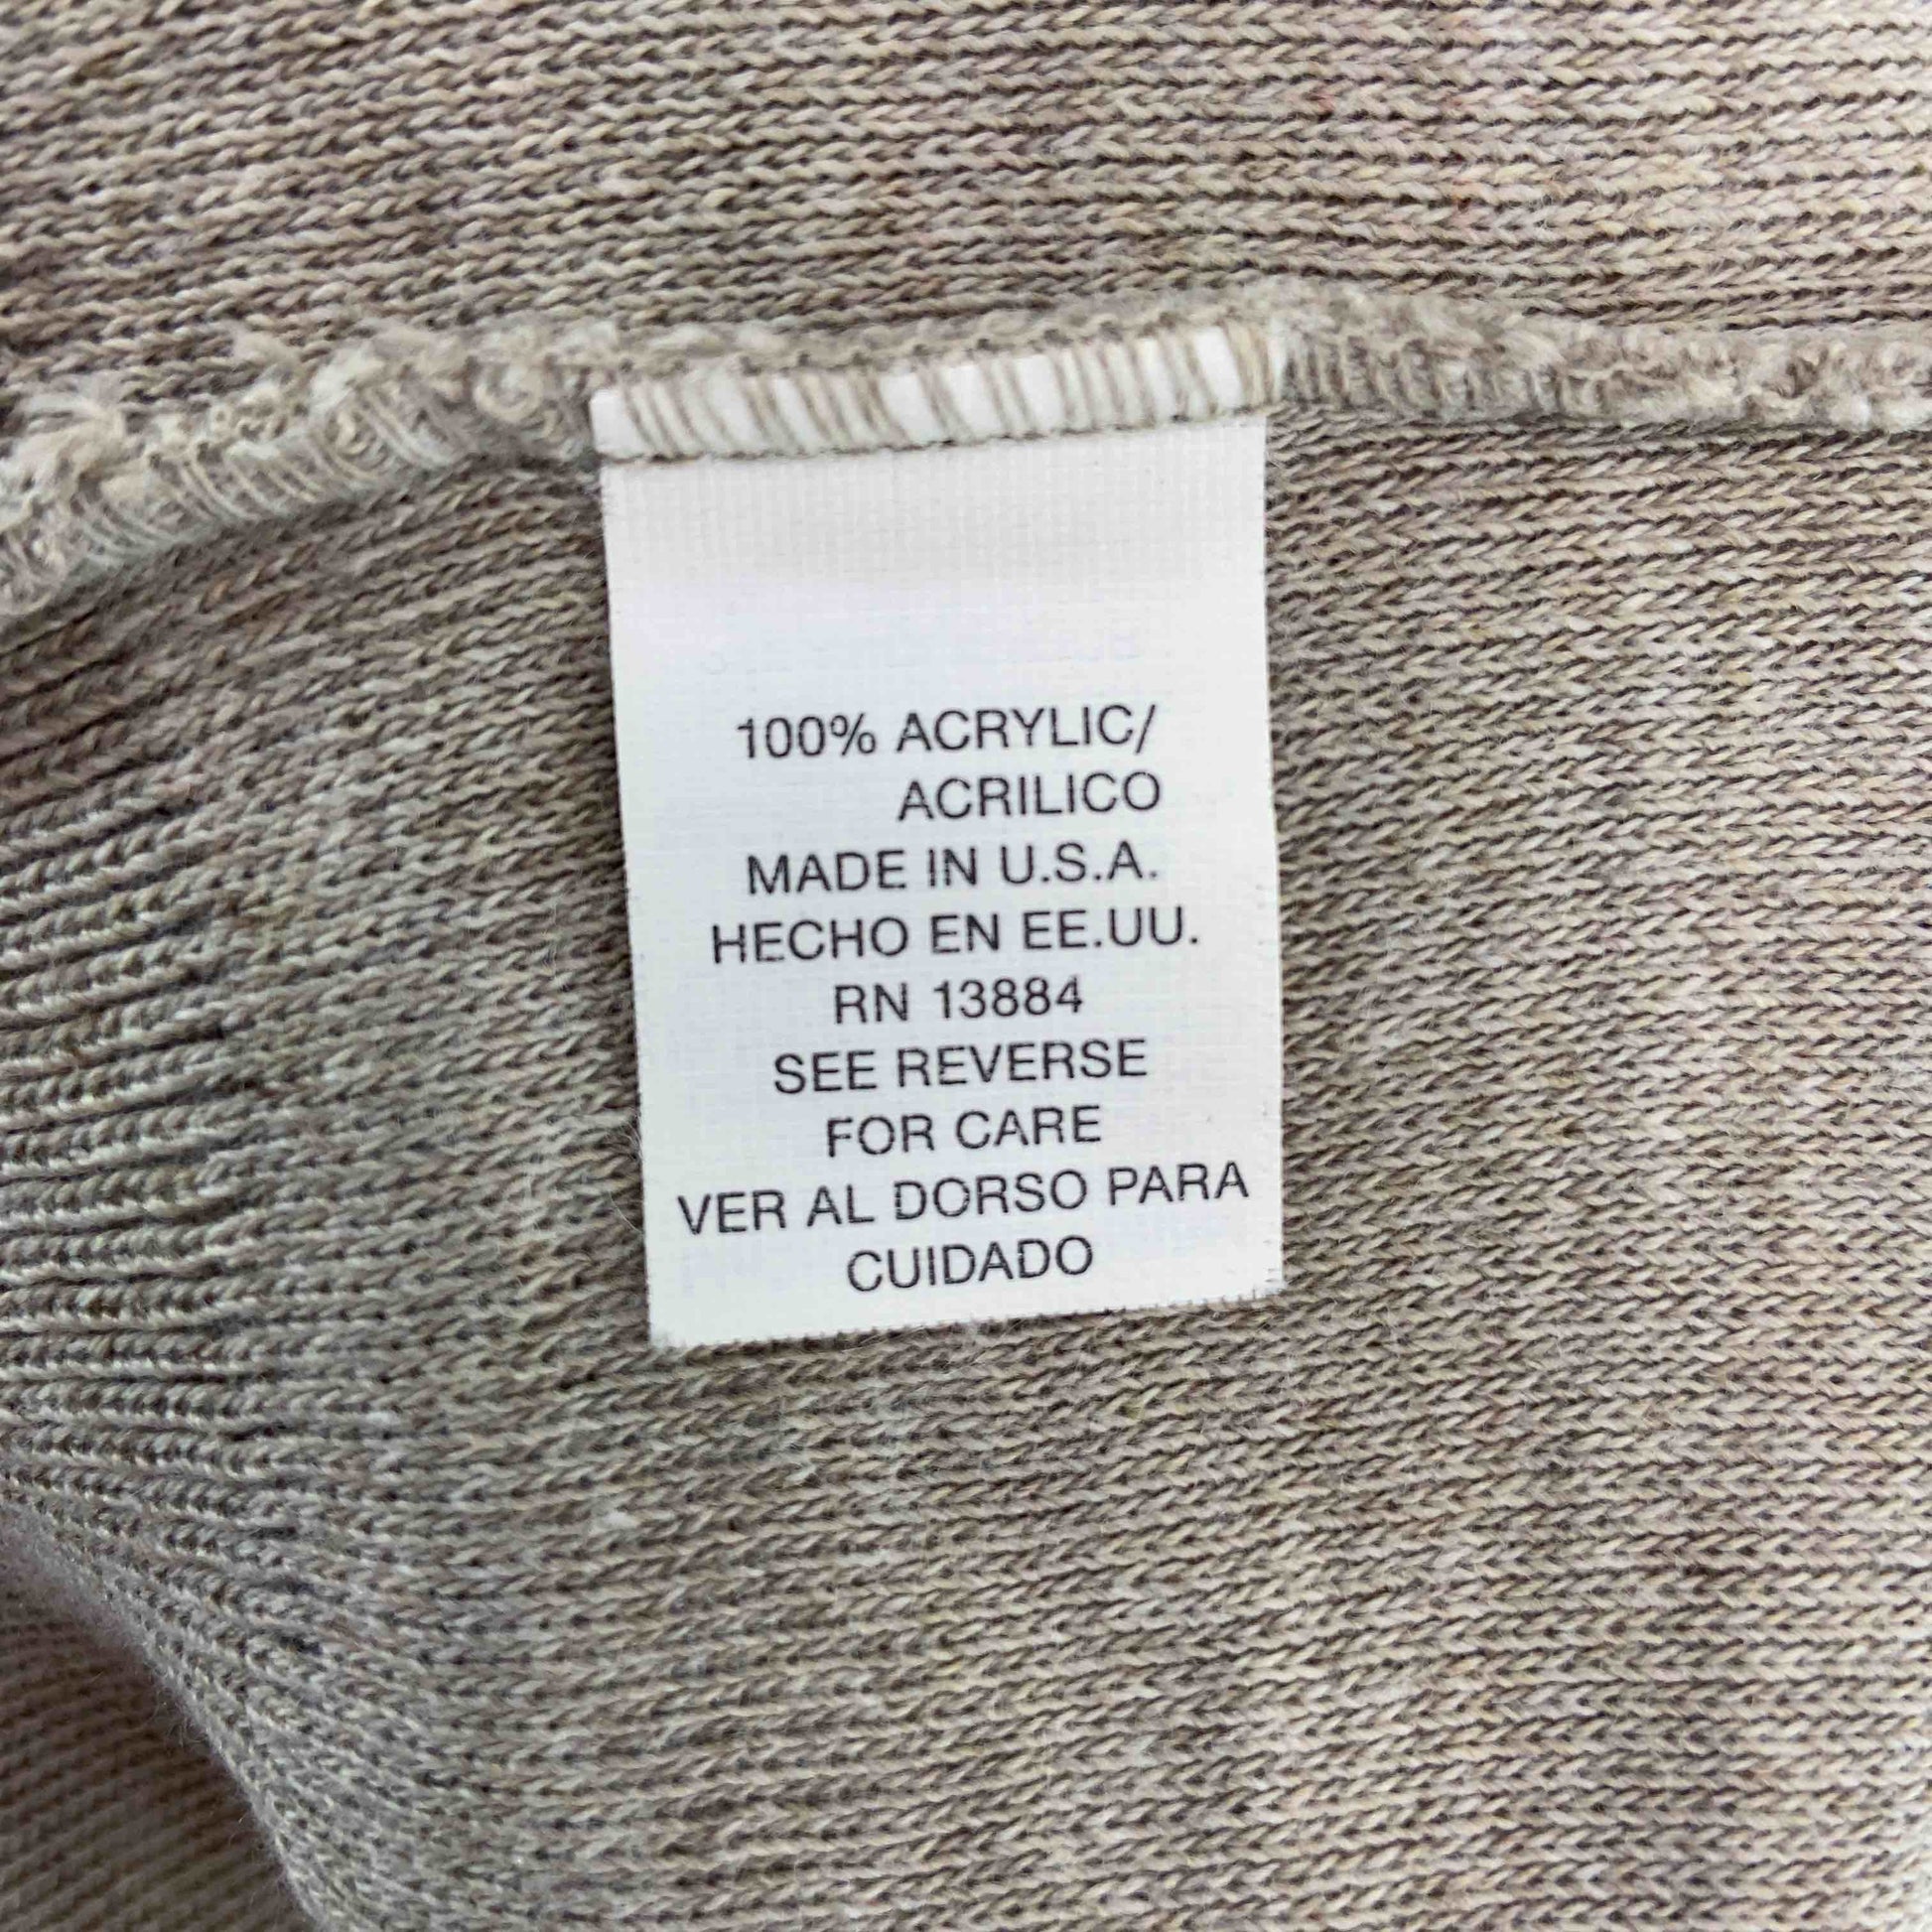 100% ACRYLIC/
ACRILICO
MADE IN U.S.A.
HECHO EN EE.UU.
RN 13884
SEE REVERSE
FOR CARE
VER AL DORSO PARA
CUIDADO